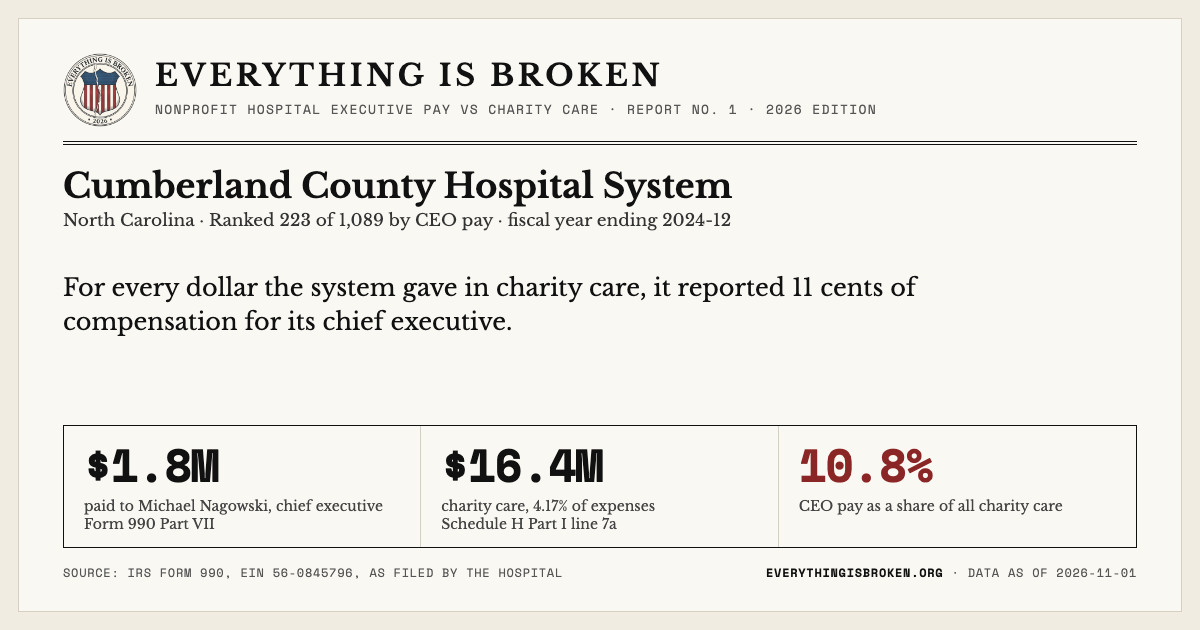 EVERYTHING IS BROKEN
2026
EVERYTHING IS BROKEN
NONPROFIT HOSPITAL EXECUTIVE PAY VS CHARITY CARE · REPORT NO. 1 · 2026 EDITION
Cumberland County Hospital System
North Carolina · Ranked 223 of 1,089 by CEO pay · fiscal year ending 2024-12
For every dollar the system gave in charity care, it reported 11 cents of
compensation for its chief executive.
$1.8M
paid to Michael Nagowski, chief executive
Form 990 Part VII
$16.4M
charity care, 4.17% of expenses
Schedule H Part I line 7a
10.8%
CEO pay as a share of all charity care
SOURCE: IRS FORM 990, EIN 56-0845796, AS FILED BY THE HOSPITAL
EVERYTHINGISBROKEN.ORG · DATA AS OF 2026-11-01